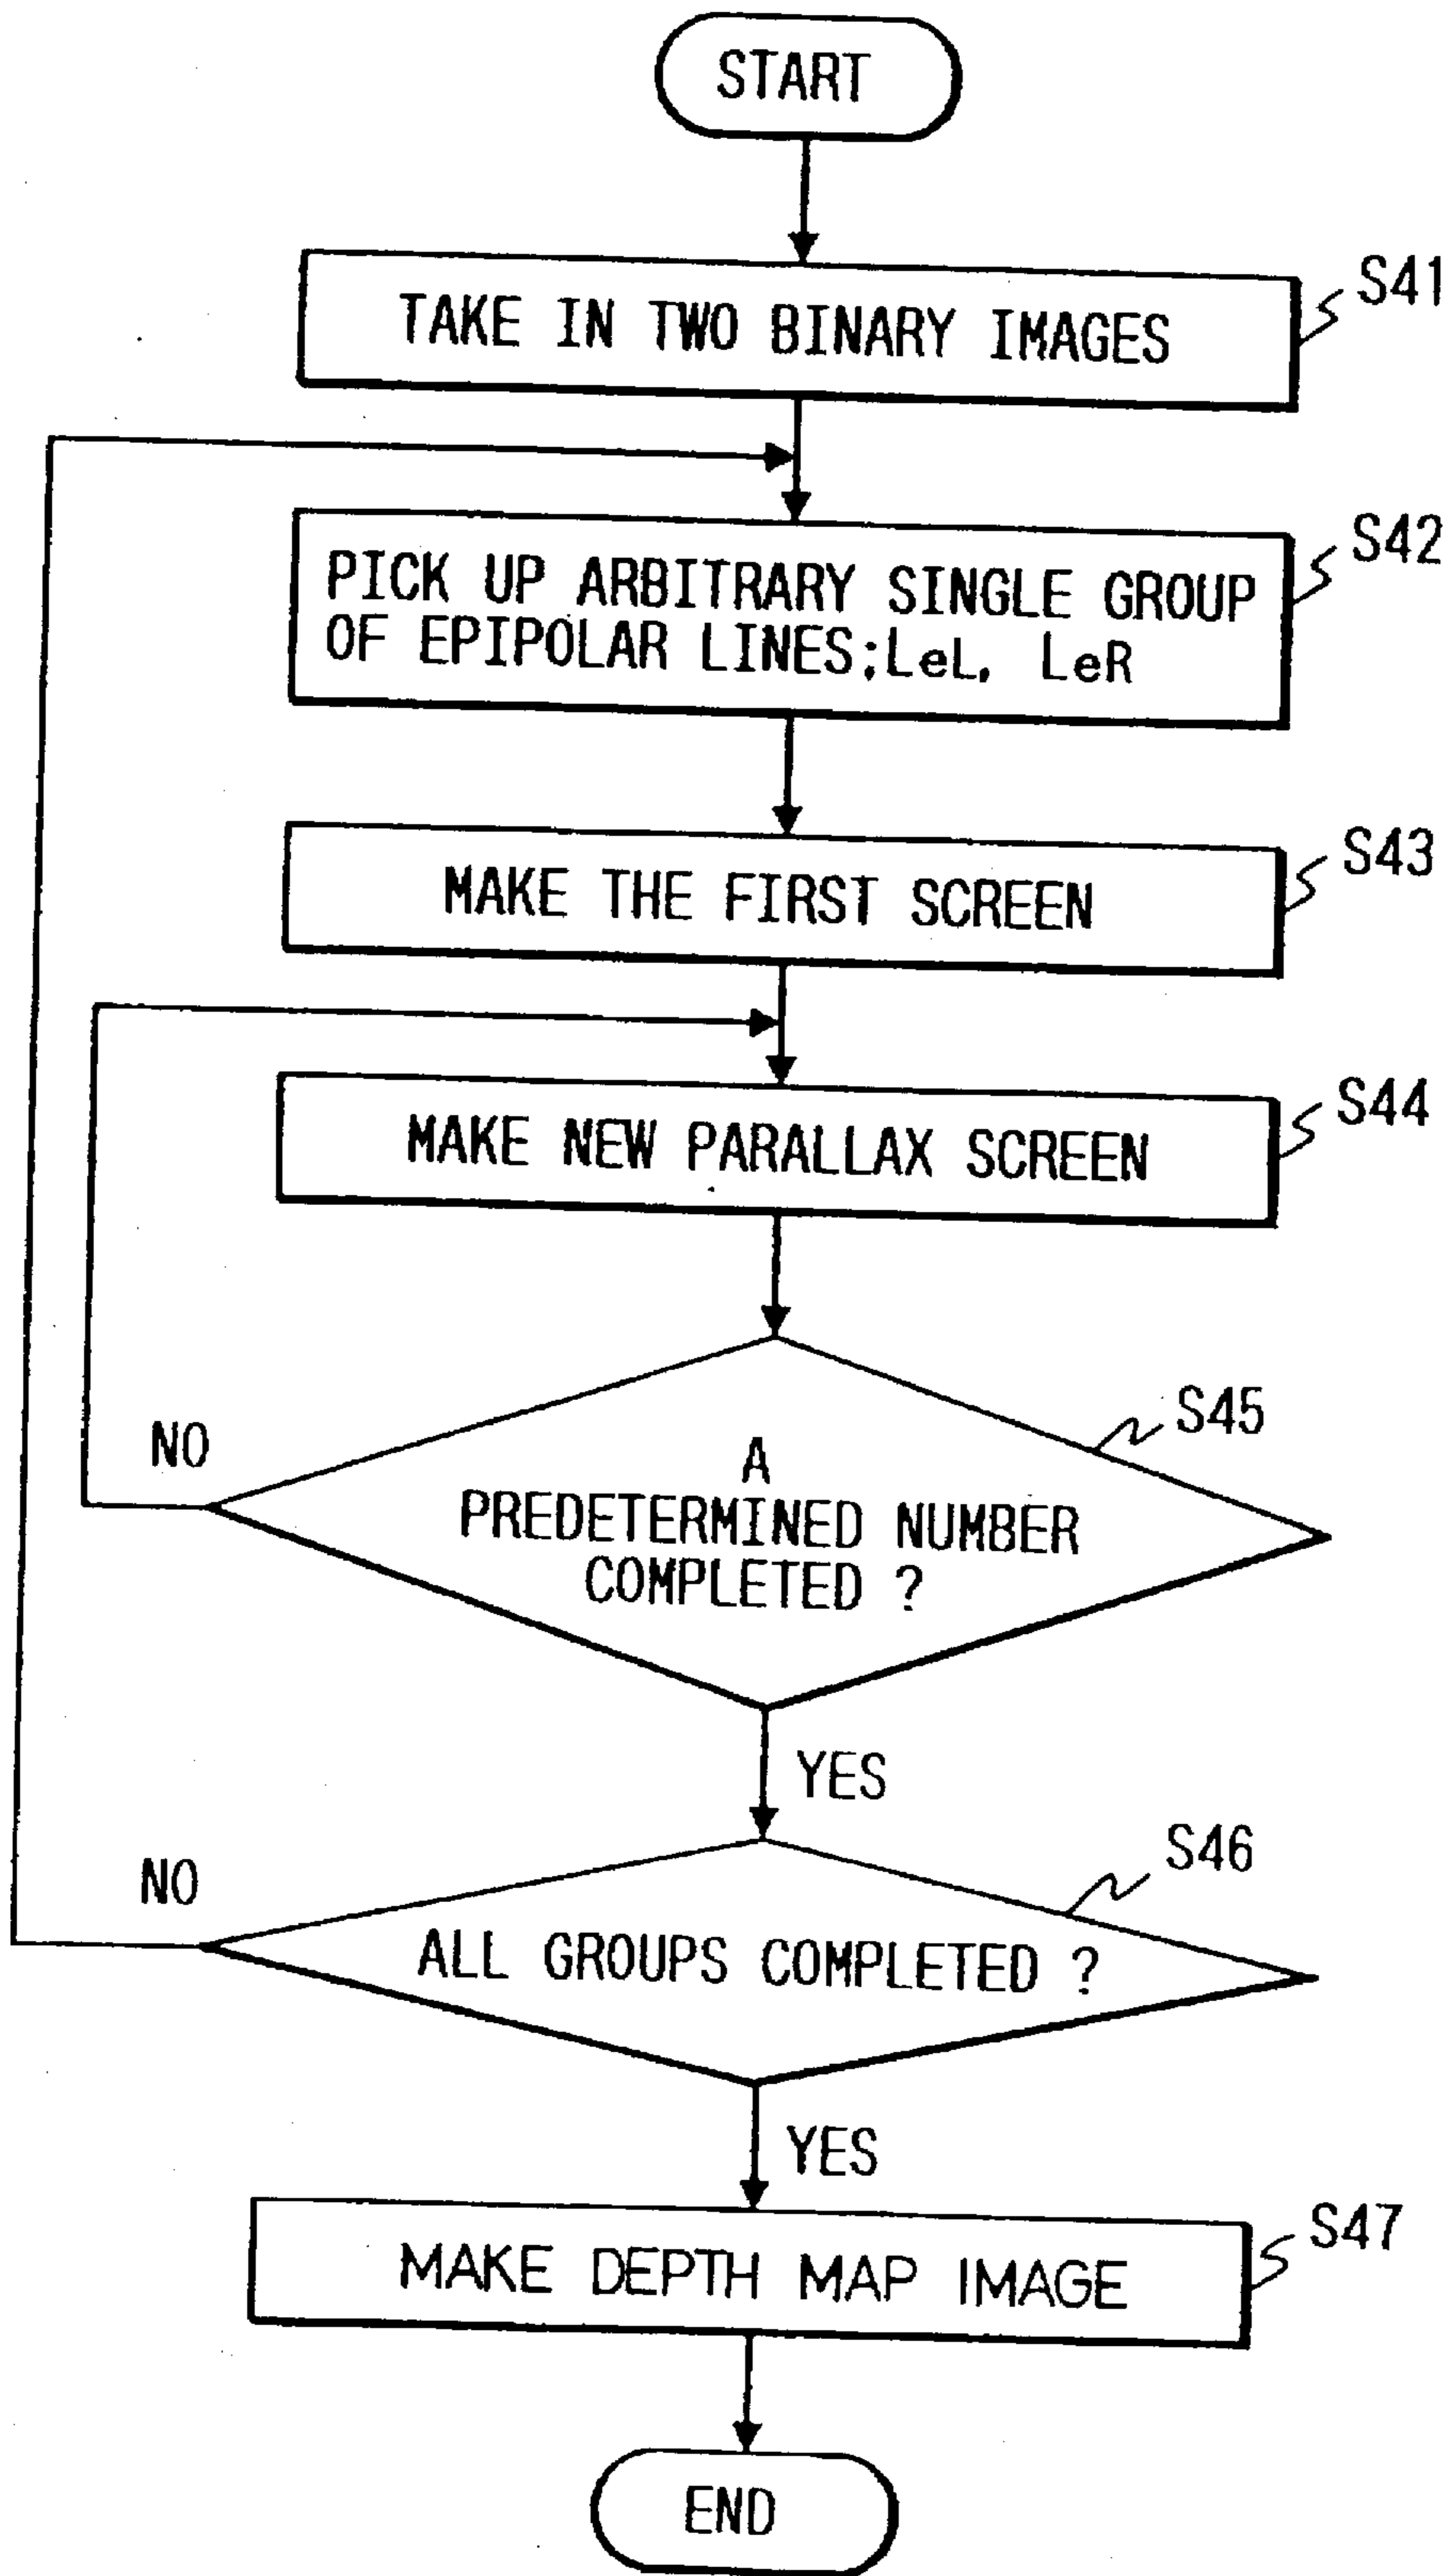 START
TAKE IN TWO BINARY IMAGES
S41
PICK UP ARBITRARY SINGLE GROUP
OF EPIPOLAR LINES;LeL, LeR
S42
MAKE THE FIRST SCREEN
S43
MAKE NEW PARALLAX SCREEN
S44
S45
NO
A
PREDETERMINED NUMBER
COMPLETED ?
YES
S46
NO
ALL GROUPS COMPLETED ?
YES
MAKE DEPTH MAP IMAGE
S47
END